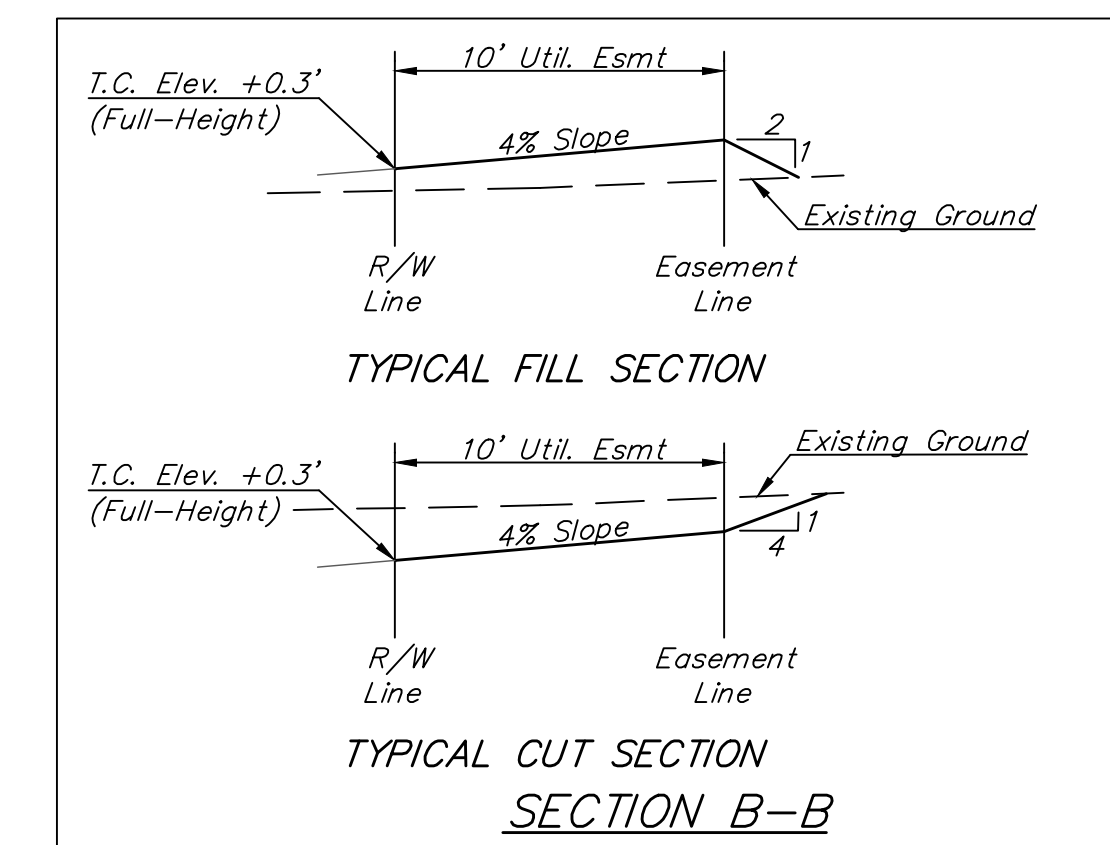 10' Util. Esmt
T.C. Elev. +0.3'
(Full-Height)
4% Slope
2
1
Existing Ground
R/W
Line
Easement
Line
TYPICAL FILL SECTION
10' Util. Esmt
Existing Ground
T.C. Elev. +0.3'
(Full-Height)
4% Slope
1
4
R/W
Line
Easement
Line
TYPICAL CUT SECTION
SECTION B-B